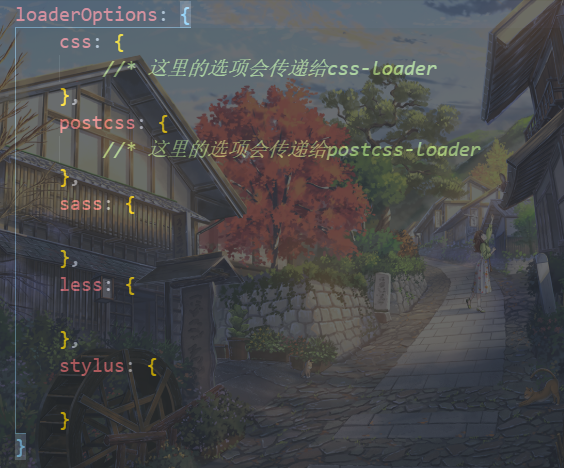 loaderOptions: {
css: {
//* 这里的选项会传递给css-loader
},
postcss: {
//* 这里的选项会传递给postcss-loader
},
sass: {
},
less: {
},
stylus: {
}
}